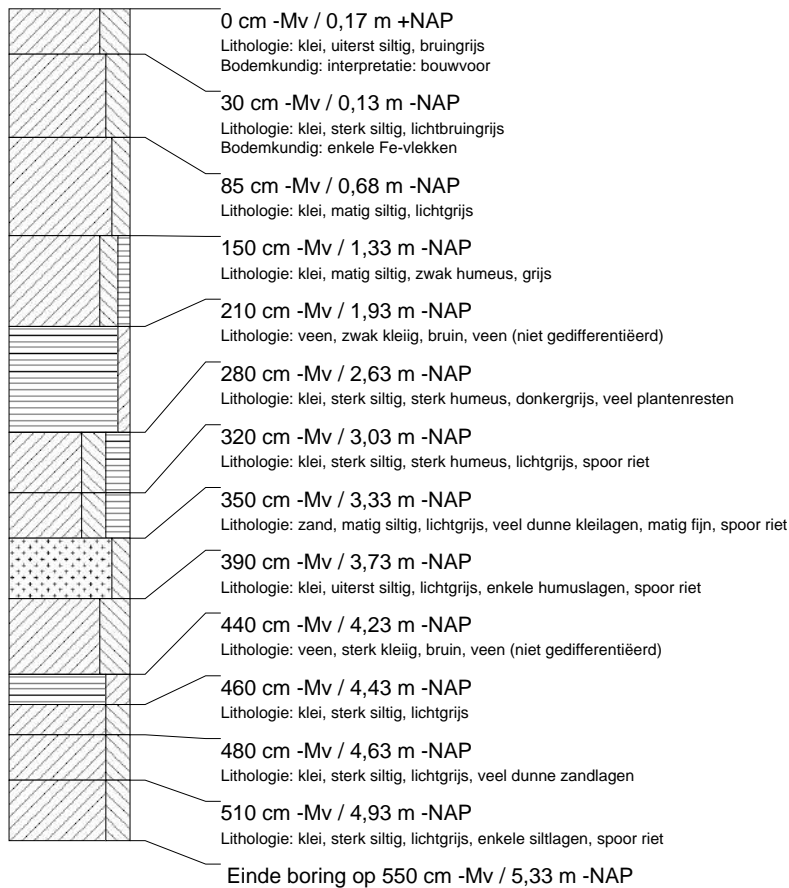 0 cm -Mv / 0,17 m +NAP
Lithologie: klei, uiterst siltig, bruingrijs
Bodemkundig: interpretatie: bouwvoor
30 cm -Mv / 0,13 m -NAP
Lithologie: klei, sterk siltig, lichtbruingrijs
Bodemkundig: enkele Fe-vlekken
85 cm -Mv / 0,68 m -NAP
Lithologie: klei, matig siltig, lichtgrijs
150 cm -Mv / 1,33 m -NAP
Lithologie: klei, matig siltig, zwak humeus, grijs
210 cm -Mv / 1,93 m -NAP
Lithologie: veen, zwak kleiig, bruin, veen (niet gedifferentiëerd)
280 cm -Mv / 2,63 m -NAP
Lithologie: klei, sterk siltig, sterk humeus, donkergrijs, veel plantenresten
320 cm -Mv / 3,03 m -NAP
Lithologie: klei, sterk siltig, sterk humeus, lichtgrijs, spoor riet
350 cm -Mv / 3,33 m -NAP
Lithologie: zand, matig siltig, lichtgrijs, veel dunne kleilagen, matig fijn, spoor riet
390 cm -Mv / 3,73 m -NAP
Lithologie: klei, uiterst siltig, lichtgrijs, enkele humuslagen, spoor riet
440 cm -Mv / 4,23 m -NAP
Lithologie: veen, sterk kleiig, bruin, veen (niet gedifferentiëerd)
460 cm -Mv / 4,43 m -NAP
Lithologie: klei, sterk siltig, lichtgrijs
480 cm -Mv / 4,63 m -NAP
Lithologie: klei, sterk siltig, lichtgrijs, veel dunne zandlagen
510 cm -Mv / 4,93 m -NAP
Lithologie: klei, sterk siltig, lichtgrijs, enkele siltlagen, spoor riet
Einde boring op 550 cm -Mv / 5,33 m -NAP